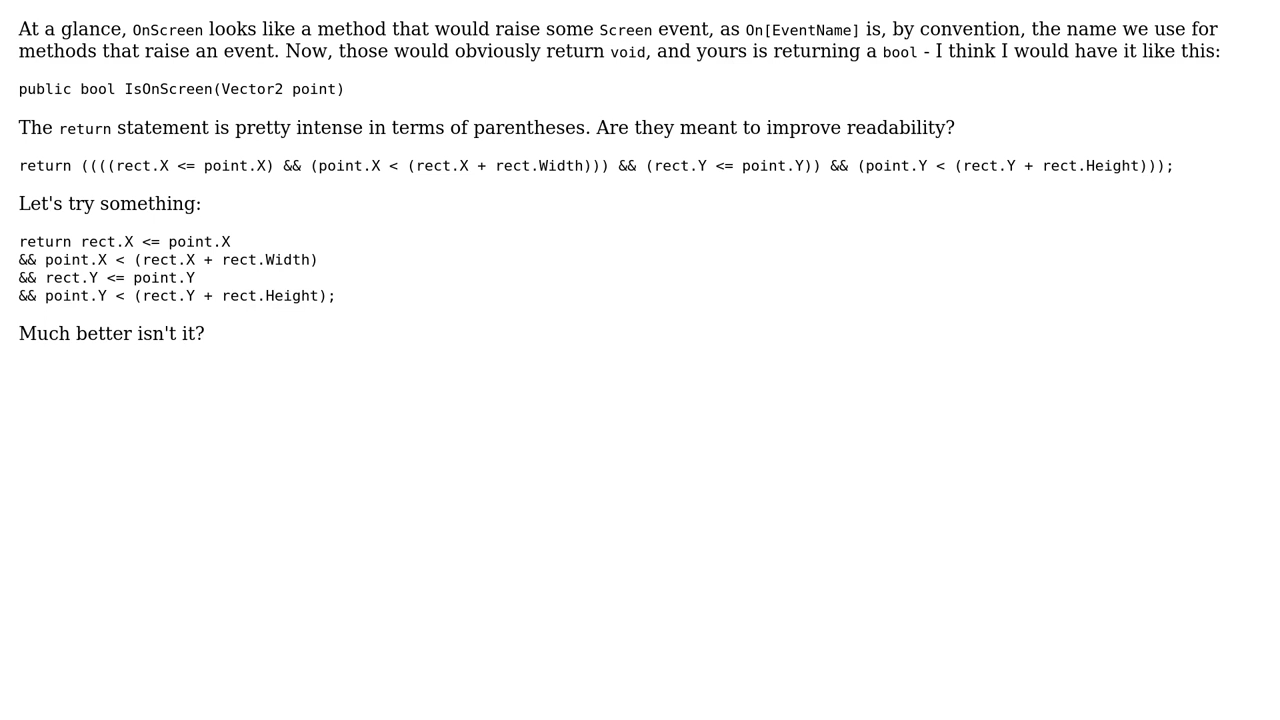 At a glance, OnScreen looks like a method that would raise some Screen event, as On[EventName] is, by convention, the name we use for
methods that raise an event. Now, those would obviously return void, and yours is returning a bool - I think I would have it like this:
public bool IsOnScreen(Vector2 point)
The return statement is pretty intense in terms of parentheses. Are they meant to improve readability?
return ((((rect.X <= point.X) && (point.X < (rect.X + rect.Width))) && (rect.Y <= point.Y)) && (point.Y < (rect.Y + rect.Height)));
Let's try something:
return rect.X <= point.X
&& point.X < (rect.X + rect.Width)
&& rect.Y <= point.Y
&& point.Y < (rect.Y + rect.Height);
Much better isn't it?